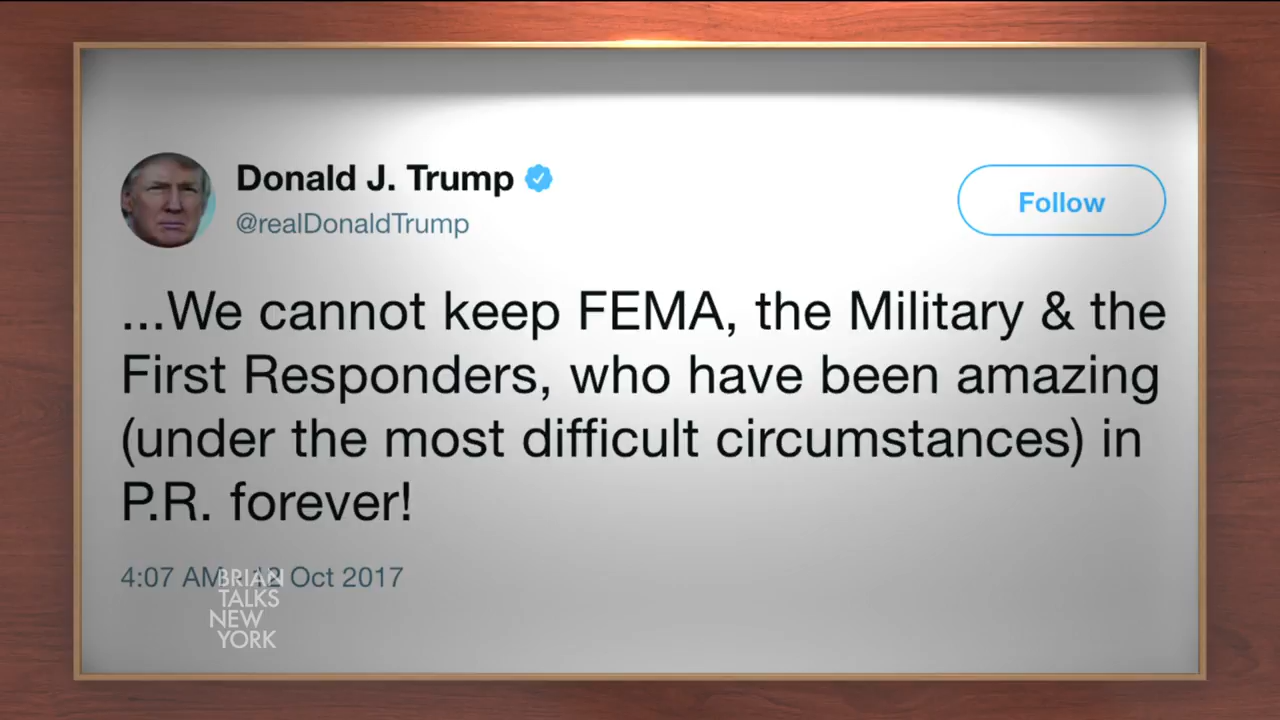 Donald J. Trump
@realDonaldTrump
Follow
...We cannot keep FEMA, the Military & the
First Responders, who have been amazing
(under the most difficult circumstances) in
P.R. forever!
4:07 AM - 12 Oct 2017
BRIAN
TALKS
NEW
YORK